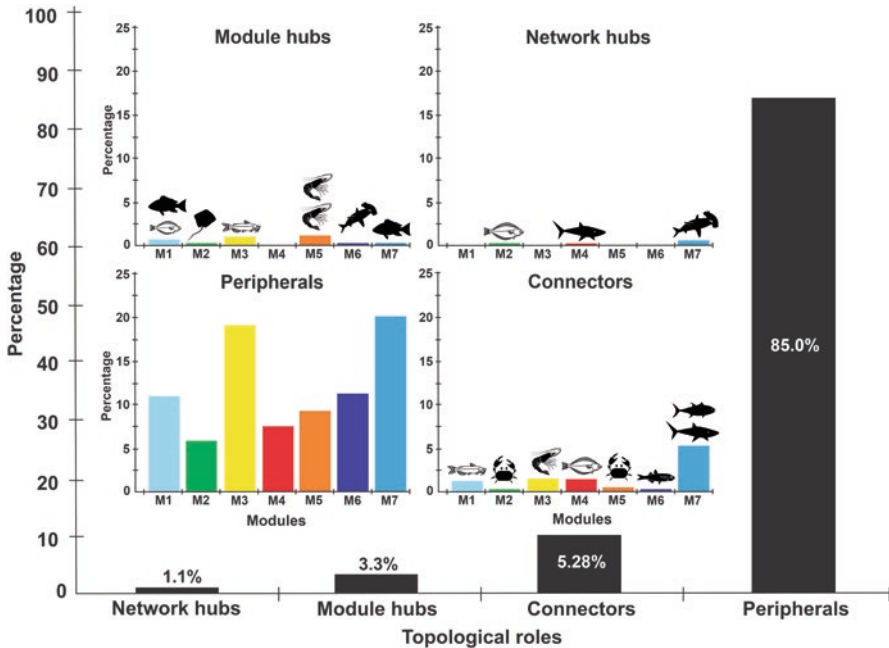 Percentage
100
90
80
70
60
50
40
30
20
10
0
Module hubs
Percentage
25
20
15
10
5
0
M1 M2 M3 M4 M5 M6 M7
Network hubs
25
20
15
10
5
0
M1 M2 M3 M4 M5 M6 M7
Peripherals
Percentage
25
20
15
10
5
0
M1 M2 M3 M4 M5 M6 M7
Modules
Connectors
25
20
15
10
5
0
M1 M2 M3 M4 M5 M6 M7
Modules
1.1%
3.3%
5.28%
85.0%
Network hubs Module hubs Connectors Peripherals
Topological roles